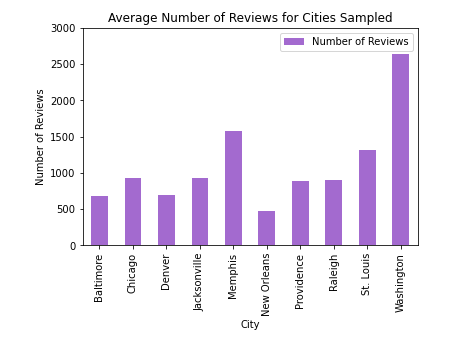 Average Number of Reviews for Cities Sampled
Number of Reviews
Number of Reviews
3000
2500
2000
1500
1000
500
0
Baltimore
Chicago
Denver
Jacksonville
Memphis
New Orleans
Providence
Raleigh
St. Louis
Washington
City